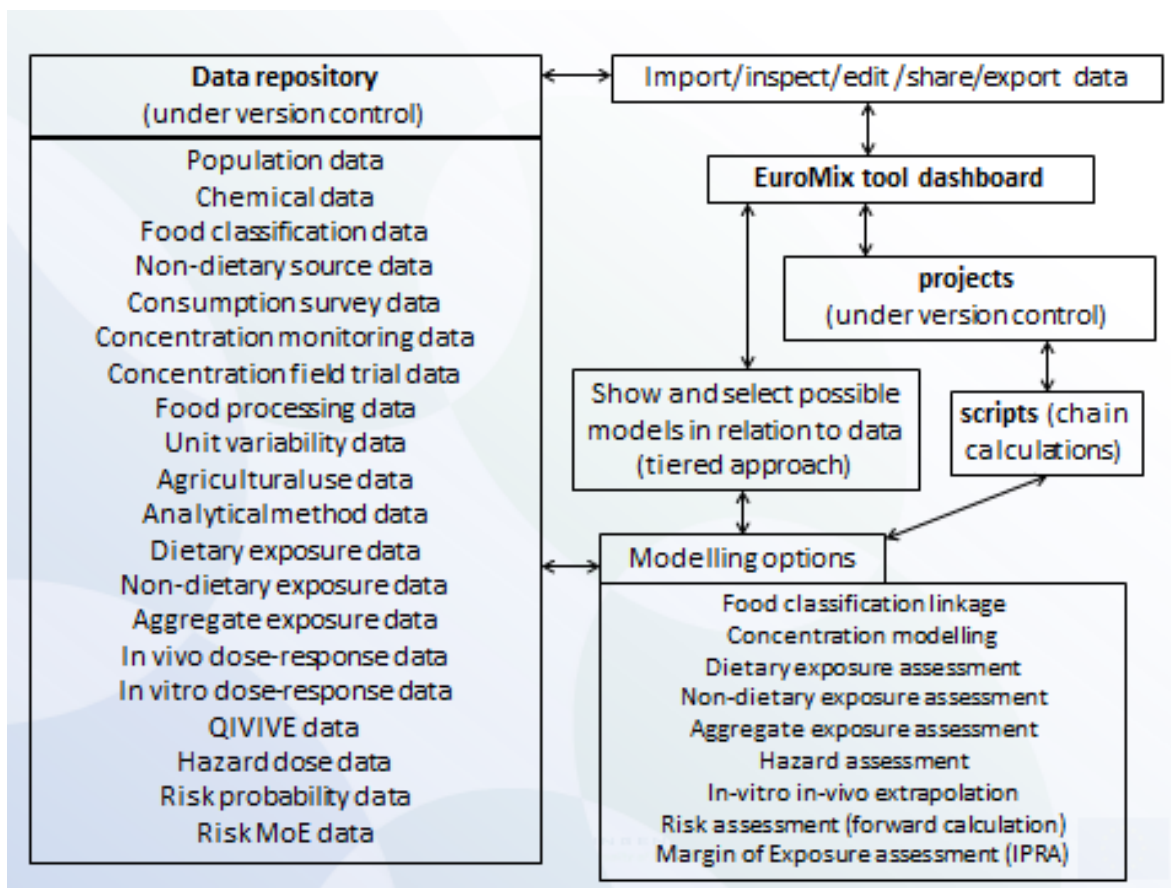 Data repository
(under version control)
Population data
Chemical data
Food classification data
Non-dietary source data
Consumption survey data
Concentration monitoring data
Concentration field trial data
Food processing data
Unit variability data
Agricultural use data
Analytical method data
Dietary exposure data
Non-dietary exposure data
Aggregate exposure data
In vivo dose-response data
In vitro dose-response data
QIVIVE data
Hazard dose data
Risk probability data
Risk MoE data
Import/inspect/edit/share/export data
EuroMix tool dashboard
projects
(under version control)
Show and select possible
models in relation to data
(tiered approach)
scripts (chain
calculations)
Modelling options
Food classification linkage
Concentration modelling
Dietary exposure assessment
Non-dietary exposure assessment
Aggregate exposure assessment
Hazard assessment
In-vitro in-vivo extrapolation
Risk assessment (forward calculation)
Margin of Exposure assessment (IPRA)